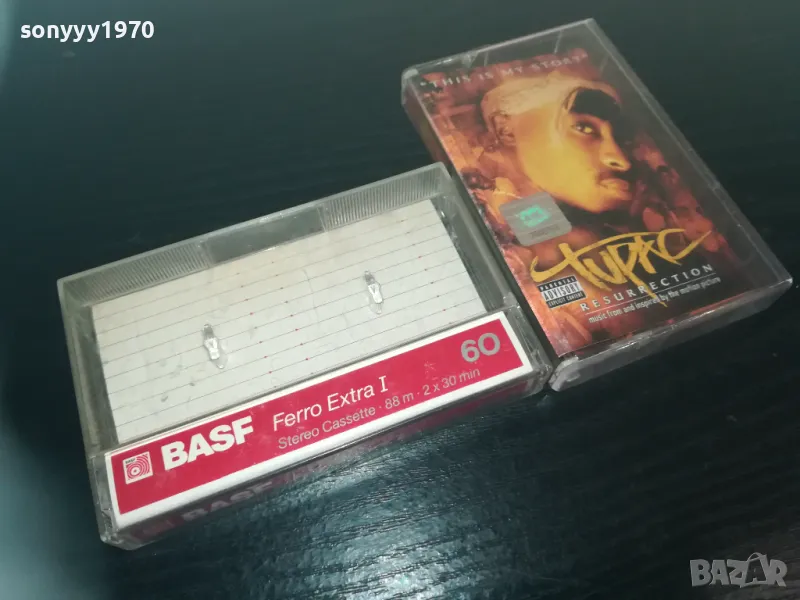 sonyyy1970
THIS IS MY STORY
TUPAC
RESURRECTION
music from and inspired by the motion picture
PARENTAL
ADVISORY
EXPLICIT CONTENT
60
BASF Ferro Extra I
Stereo Cassette · 88 m · 2 x 30 min
BASF
BAZAR